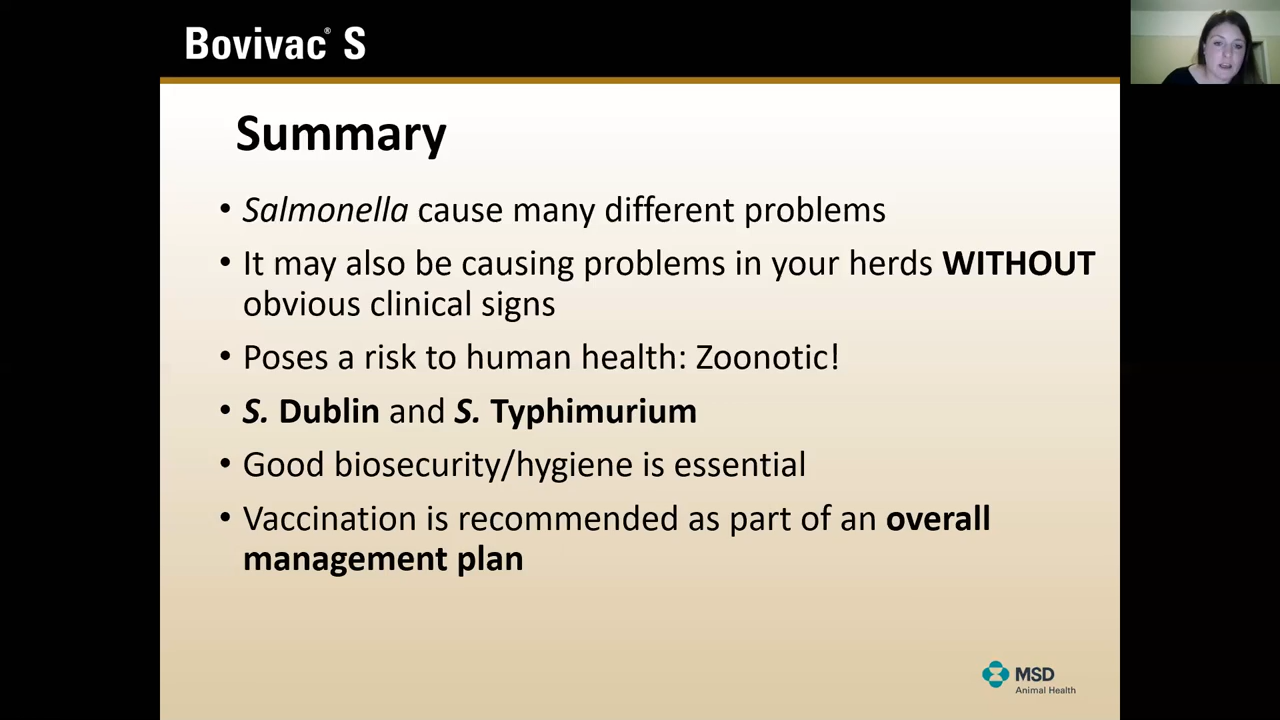 Bovivac® S
Summary
• Salmonella cause many different problems
• It may also be causing problems in your herds WITHOUT
obvious clinical signs
• Poses a risk to human health: Zoonotic!
• S. Dublin and S. Typhimurium
• Good biosecurity/hygiene is essential
• Vaccination is recommended as part of an overall
management plan
MSD
Animal Health